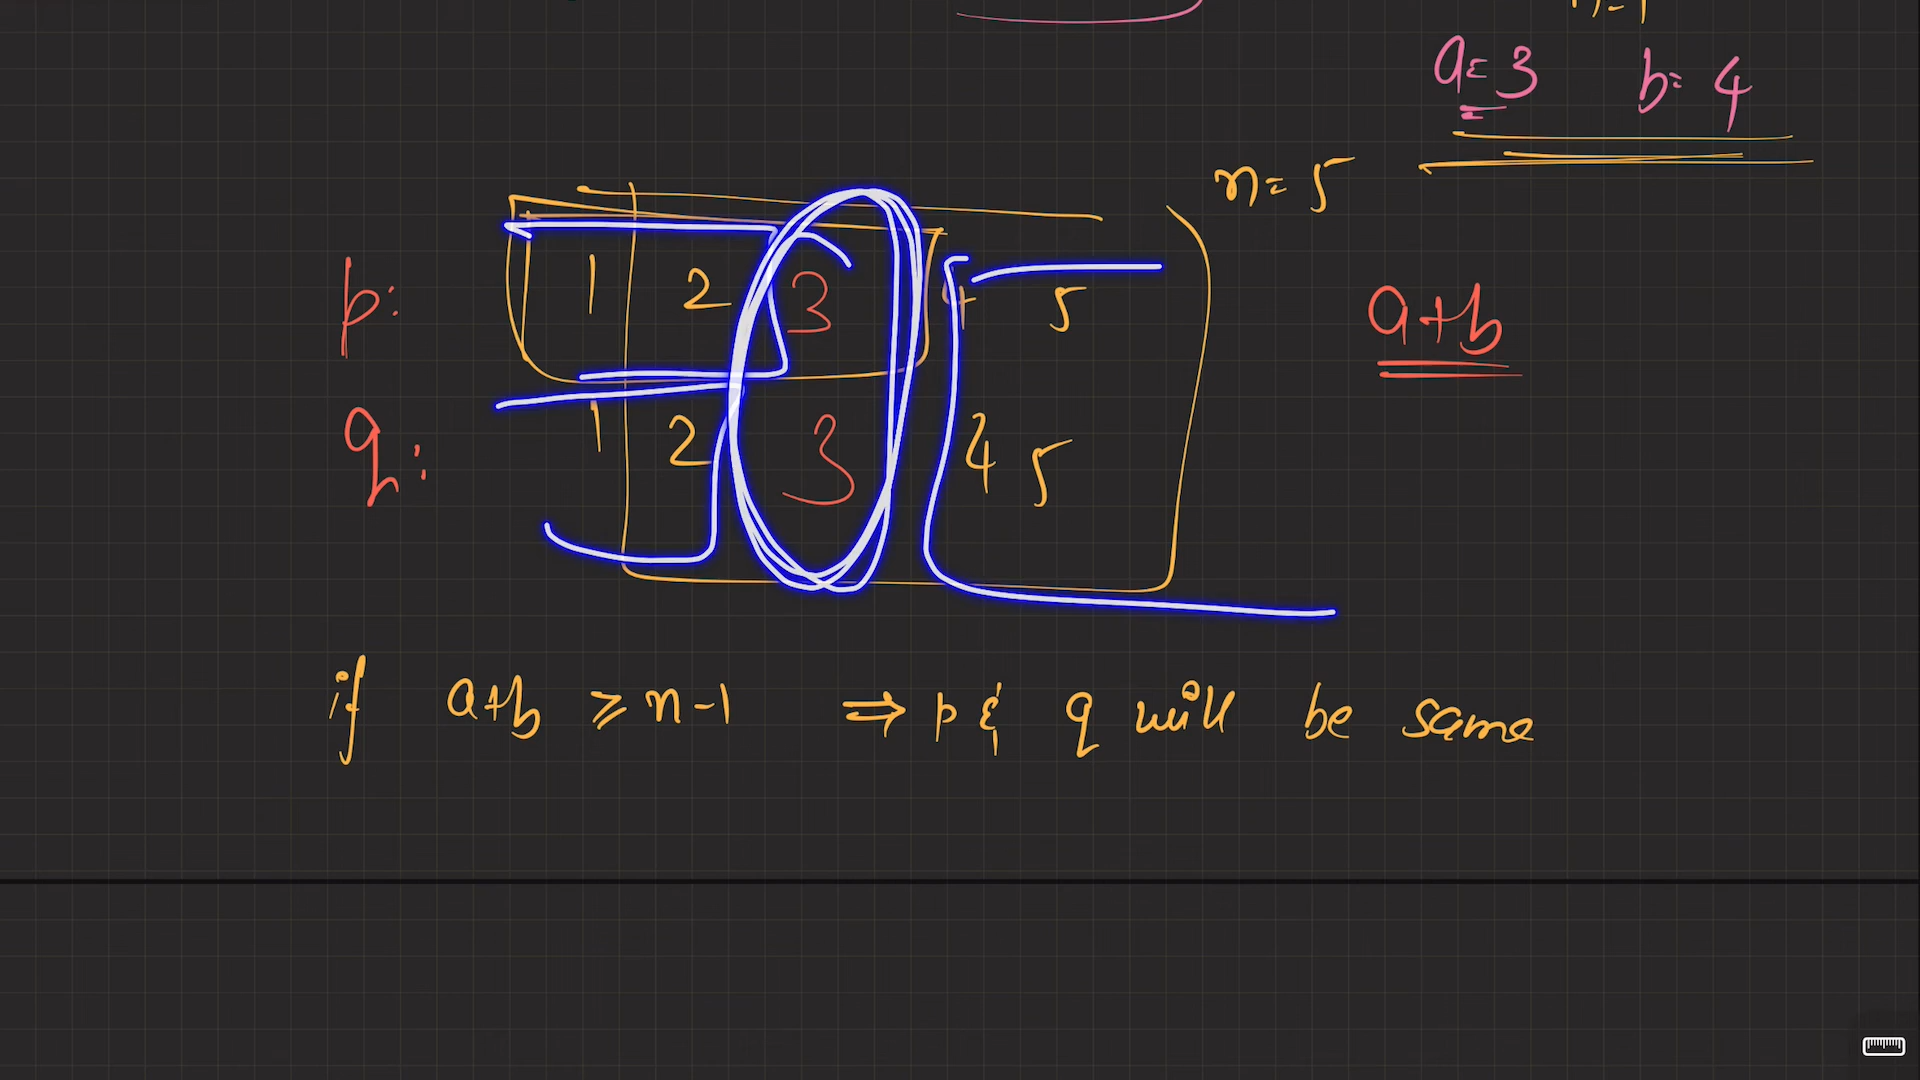 a= 3 b= 4
n= 5
p: 1 2 3 4 5
a+b
q: 1 2 3 4 5
if a+b ≥ n-1 ⇒ p & q will be same